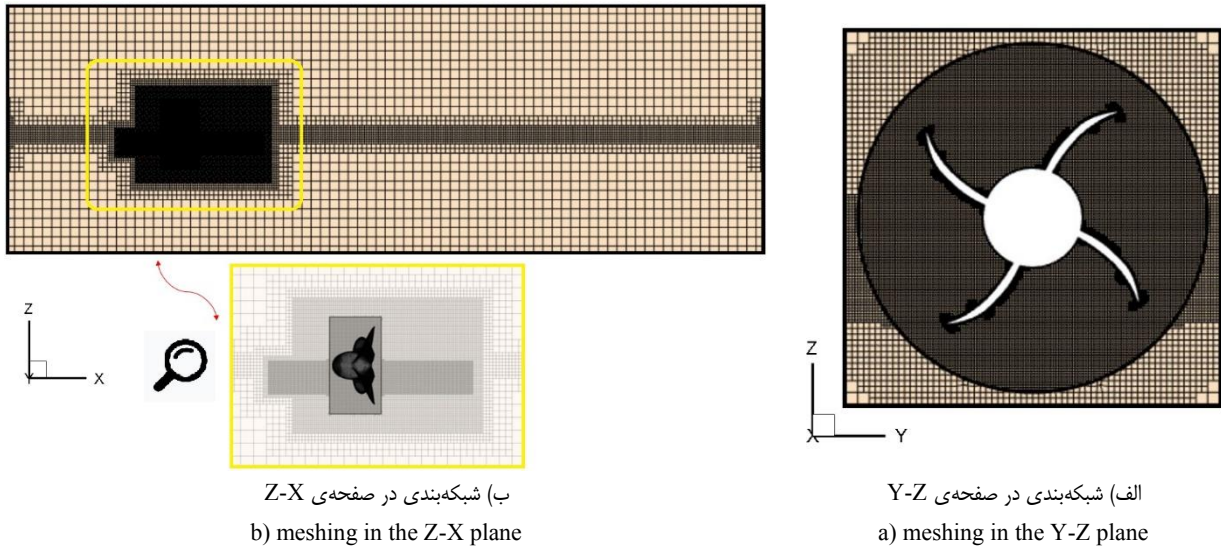 Z
Y X
ب) شبکه‌بندی در صفحه‌ی Z-X
b) meshing in the Z-X plane
Z
X Y
الف) شبکه‌بندی در صفحه‌ی Y-Z
a) meshing in the Y-Z plane